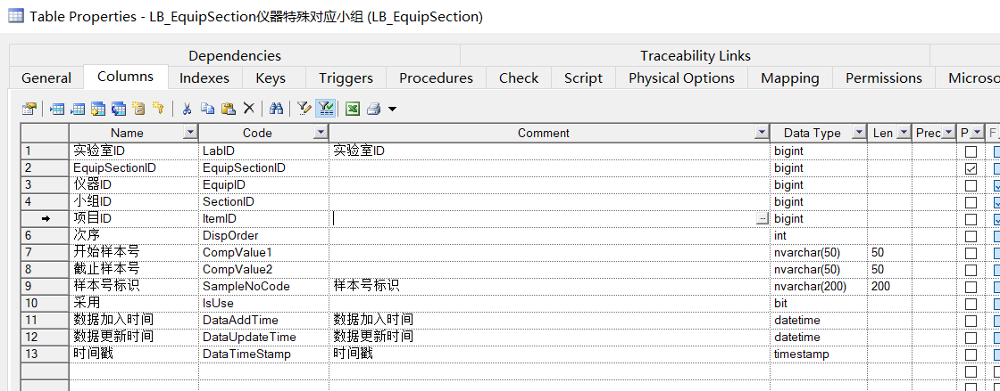 Table Properties - LB_EquipSection仪器特殊对应小组 (LB_EquipSection)
Dependencies Traceability Links
General Columns Indexes Keys Triggers Procedures Check Script Physical Options Mapping Permissions Microso
Name Code Comment Data Type Len Prec P F
1 实验室ID LabID 实验室ID bigint
2 EquipSectionID EquipSectionID bigint
3 仪器ID EquipID bigint
4 小组ID SectionID bigint
项目ID ItemID ... bigint
6 次序 DispOrder int
7 开始样本号 CompValue1 nvarchar(50) 50
8 截止样本号 CompValue2 nvarchar(50) 50
9 样本号标识 SampleNoCode 样本号标识 nvarchar(200) 200
10 采用 IsUse bit
11 数据加入时间 DataAddTime 数据加入时间 datetime
12 数据更新时间 DataUpdateTime 数据更新时间 datetime
13 时间戳 DataTimeStamp 时间戳 timestamp